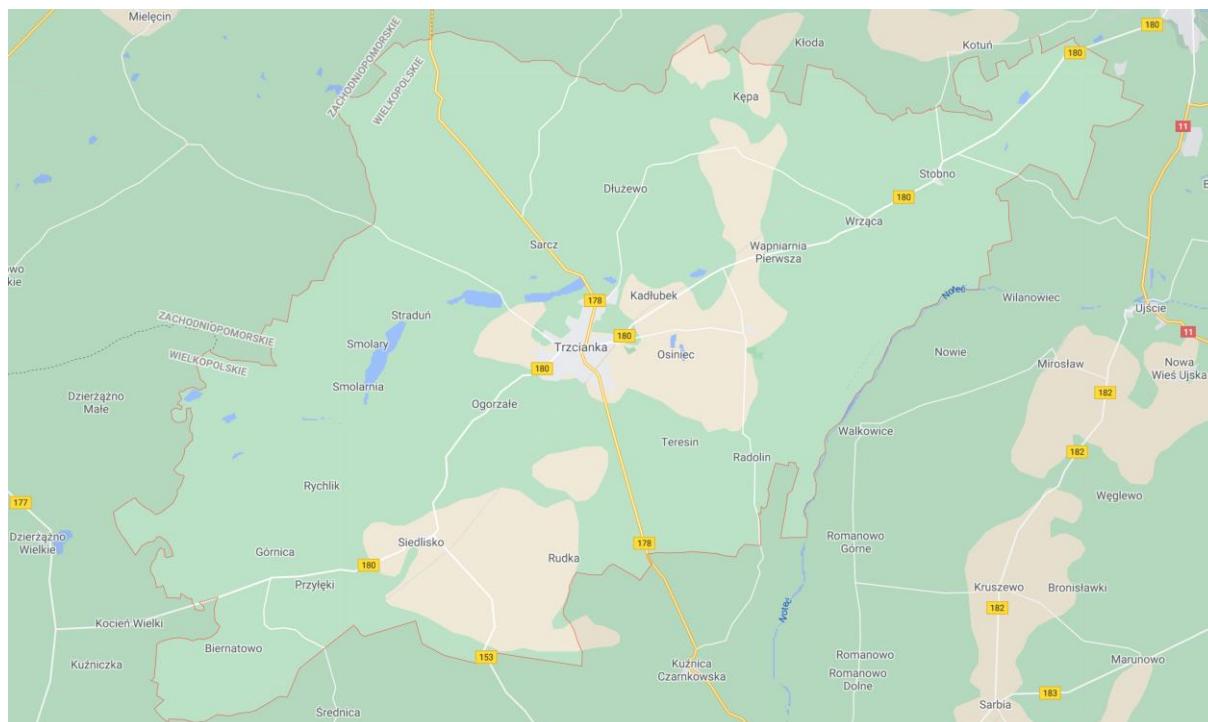 Mielęcin
180
ZACHODNIOPOMORSKIE
WIELKOPOLSKIE
Kłoda
Kotuń
180
Kępa
11
Stobno
Dłużewo
180
Wrząca
Sarcz
Wapniarnia
Pierwsza
owo
kie
Noteć
Kadłubek
178
Wilanowiec
Ujście
Straduń
ZACHODNIOPOMORSKIE
WIELKOPOLSKIE
Smolary
Trzcianka
180
Osiniec
Nowie
11
Mirosław
Nowa
Wieś Ujska
180
Smolarnia
Dzierżążno
Małe
Ogorzałe
182
Teresin
Walkowice
Radolin
182
Rychlik
Węglewo
177
Dzierżążno
Wielkie
Siedlisko
178
Romanowo
Górne
Górnica
180
Rudka
Przyłęki
Kruszewo
Bronisławki
Noteć
182
Kocień Wielki
Biernatowo
Kuźniczka
153
Kuźnica
Czarnkowska
Romanowo
Romanowo
Dolne
Marunowo
183
Sarbia
Średnica